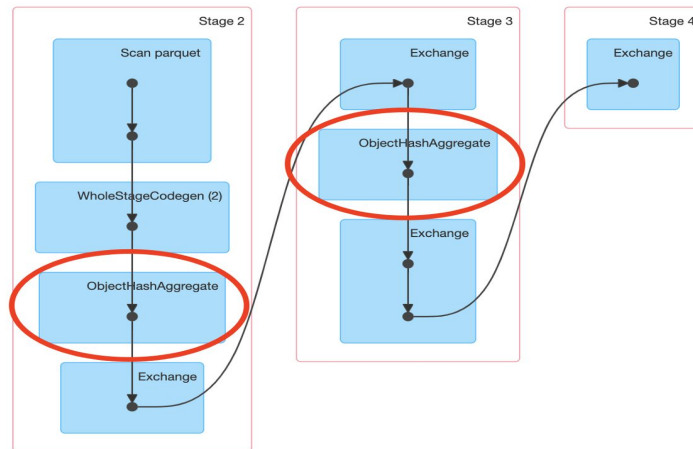 Stage 2
Scan parquet
WholeStageCodegen (2)
ObjectHashAggregate
Exchange
Stage 3
Exchange
ObjectHashAggregate
Exchange
Stage 4
Exchange